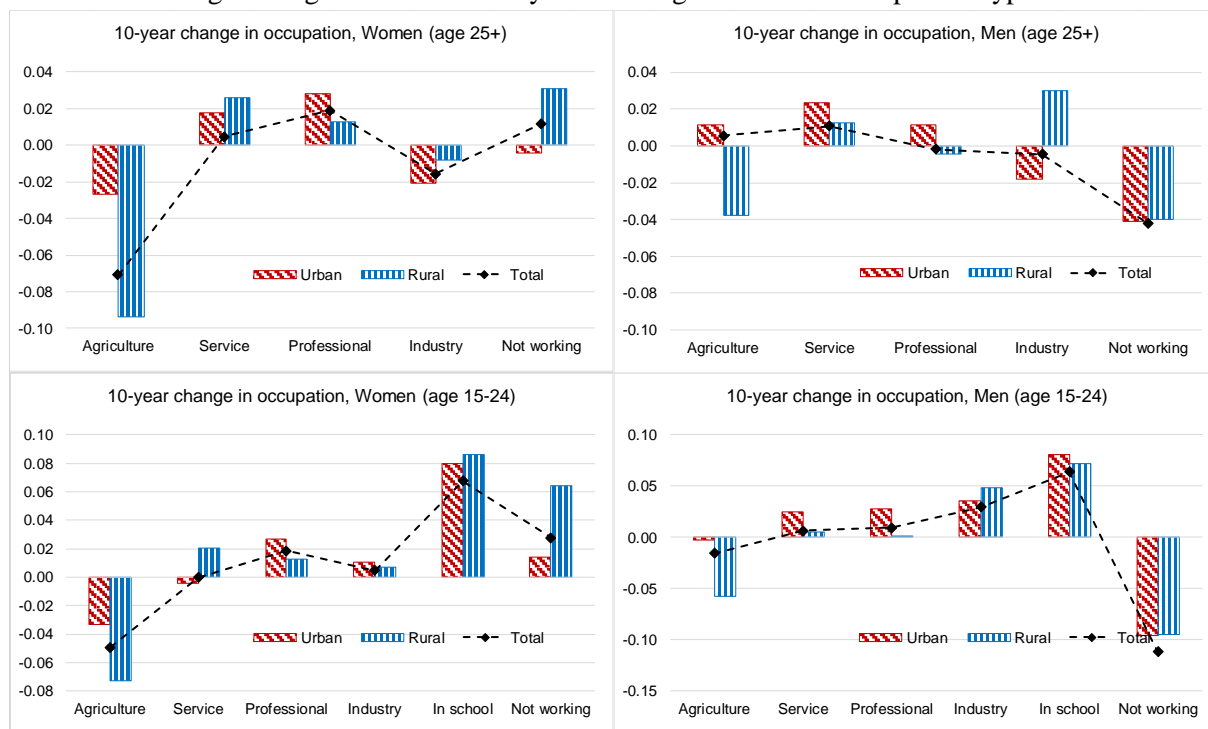 10-year change in occupation, Women (age 25+)
0.04
0.02
0.00
-0.02
-0.04
-0.06
-0.08
-0.10
Urban Rural Total
Agriculture Service Professional Industry Not working
10-year change in occupation, Men (age 25+)
0.04
0.02
0.00
-0.02
-0.04
-0.06
-0.08
-0.10
Urban Rural Total
Agriculture Service Professional Industry Not working
10-year change in occupation, Women (age 15-24)
0.10
0.08
0.06
0.04
0.02
0.00
-0.02
-0.04
-0.06
-0.08
Urban Rural Total
Agriculture Service Professional Industry In school Not working
10-year change in occupation, Men (age 15-24)
0.10
0.05
0.00
-0.05
-0.10
-0.15
Urban Rural Total
Agriculture Service Professional Industry In school Not working